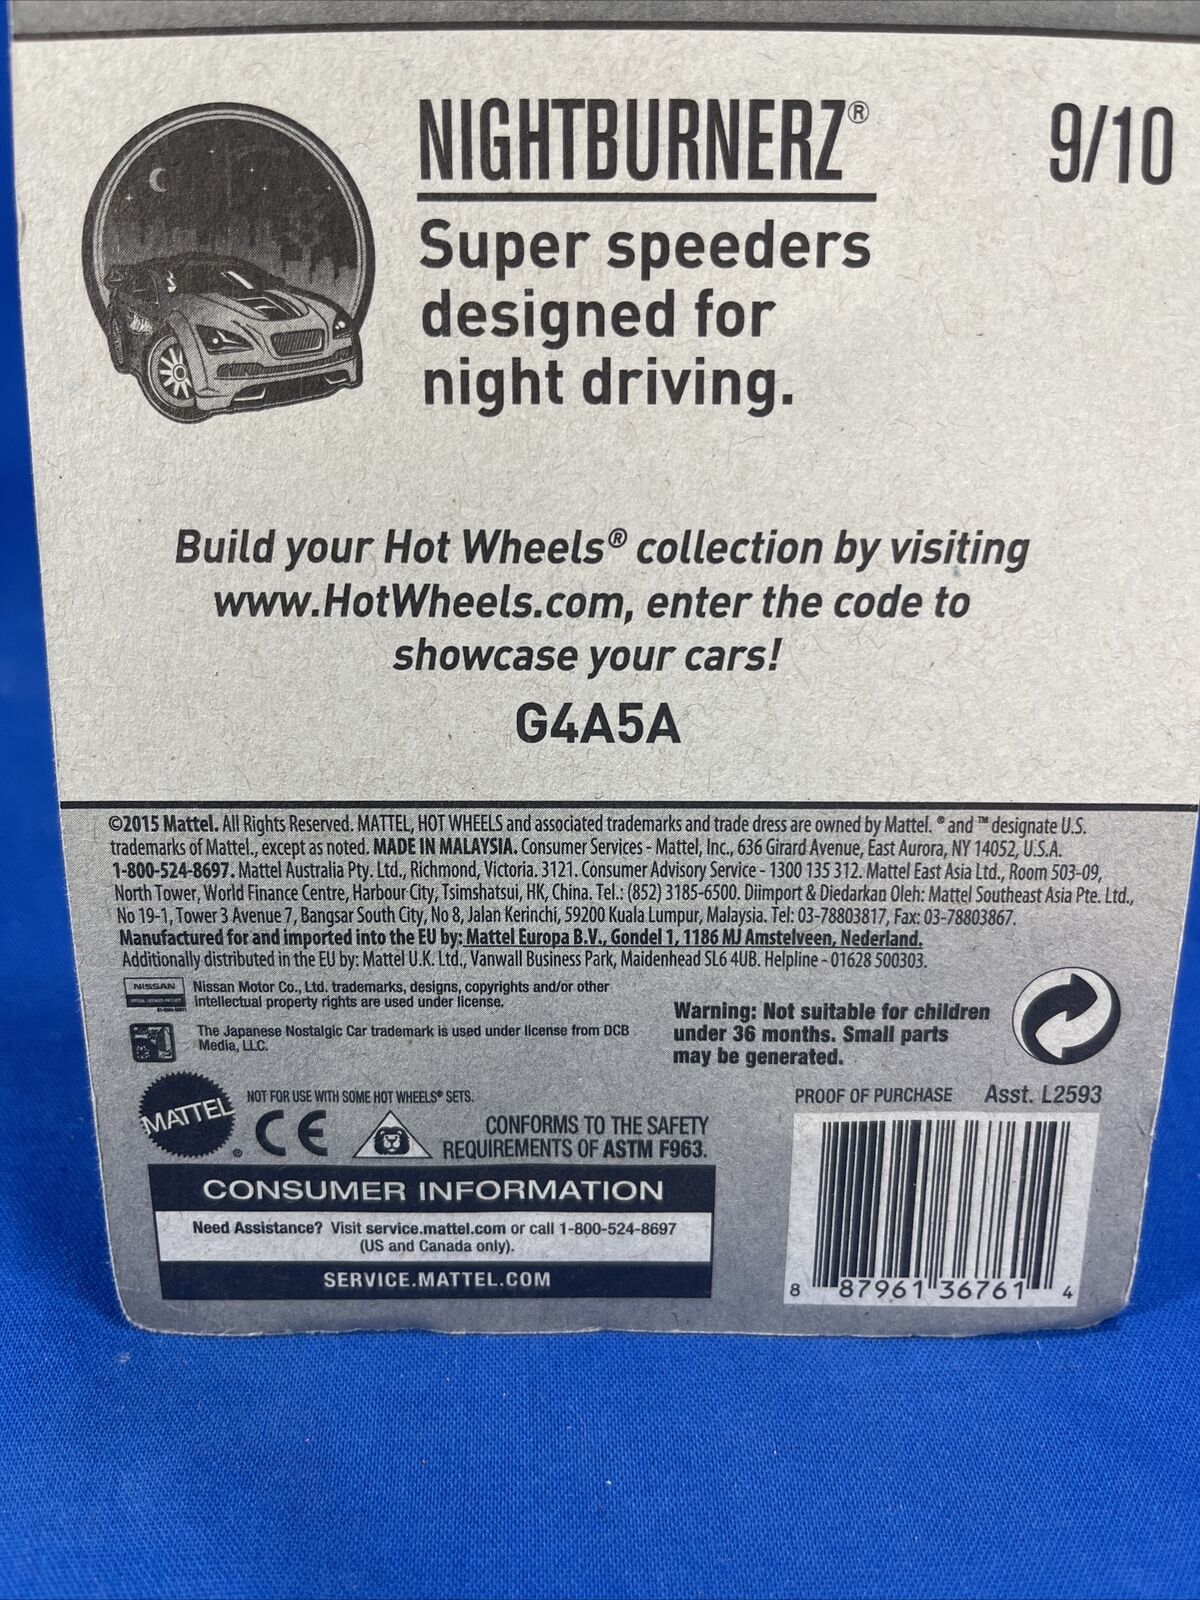 NIGHTBURNERZ®
9/10
Super speeders
designed for
night driving.
Build your Hot Wheels® collection by visiting
www.HotWheels.com, enter the code to
showcase your cars!
G4A5A
©2015 Mattel. All Rights Reserved. MATTEL, HOT WHEELS and associated trademarks and trade dress are owned by Mattel. ® and ™ designate U.S.
trademarks of Mattel., except as noted. MADE IN MALAYSIA. Consumer Services - Mattel, Inc., 636 Girard Avenue, East Aurora, NY 14052, U.S.A.
1-800-524-8697. Mattel Australia Pty. Ltd., Richmond, Victoria. 3121. Consumer Advisory Service - 1300 135 312. Mattel East Asia Ltd., Room 503-09,
North Tower, World Finance Centre, Harbour City, Tsimshatsui, HK, China. Tel.: (852) 3185-6500. Diimport & Diedarkan Oleh: Mattel Southeast Asia Pte. Ltd.,
No 19-1, Tower 3 Avenue 7, Bangsar South City, No 8, Jalan Kerinchi, 59200 Kuala Lumpur, Malaysia. Tel: 03-78803817, Fax: 03-78803867.
Manufactured for and imported into the EU by: Mattel Europa B.V., Gondel 1, 1186 MJ Amstelveen, Nederland.
Additionally distributed in the EU by: Mattel U.K. Ltd., Vanwall Business Park, Maidenhead SL6 4UB. Helpline - 01628 500303.
NISSAN
OFFICIAL LICENSED PRODUCT
Nissan Motor Co., Ltd. trademarks, designs, copyrights and/or other
intellectual property rights are used under license.
The Japanese Nostalgic Car trademark is used under license from DCB
Media, LLC.
Warning: Not suitable for children
under 36 months. Small parts
may be generated.
MATTEL®
NOT FOR USE WITH SOME HOT WHEELS® SETS.
CE
CONFORMS TO THE SAFETY
REQUIREMENTS OF ASTM F963.
PROOF OF PURCHASE Asst. L2593
CONSUMER INFORMATION
Need Assistance? Visit service.mattel.com or call 1-800-524-8697
(US and Canada only).
SERVICE.MATTEL.COM
8 87961 36761 4